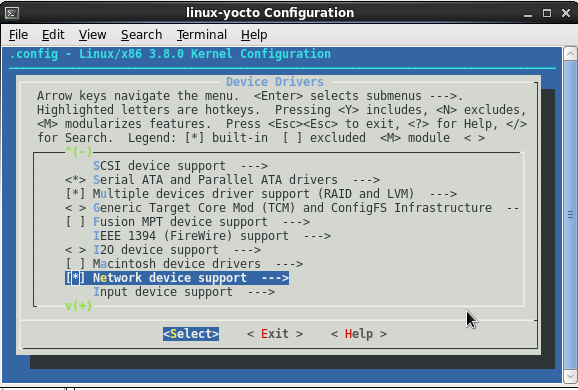 linux-yocto Configuration
File Edit View Search Terminal Help
.config - Linux/x86 3.8.0 Kernel Configuration
Device Drivers
Arrow keys navigate the menu. <Enter> selects submenus --->.
Highlighted letters are hotkeys. Pressing <Y> includes, <N> excludes,
<M> modularizes features. Press <Esc><Esc> to exit, <?> for Help, </>
for Search. Legend: [*] built-in [ ] excluded <M> module < >
^(-)
SCSI device support --->
<*> Serial ATA and Parallel ATA drivers --->
[*] Multiple devices driver support (RAID and LVM) --->
< > Generic Target Core Mod (TCM) and ConfigFS Infrastructure --
[ ] Fusion MPT device support --->
IEEE 1394 (FireWire) support --->
< > I2O device support --->
[ ] Macintosh device drivers --->
[*] Network device support --->
Input device support --->
v(+)
<Select> < Exit > < Help >